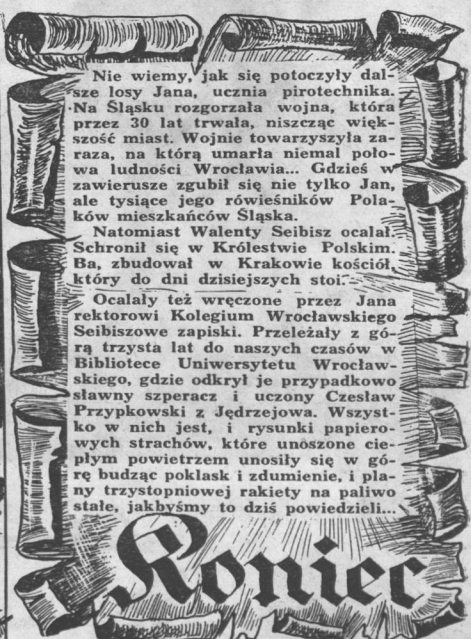 Nie wiemy, jak się potoczyły dal-
sze losy Jana, ucznia pirotechnika.
Na Śląsku rozgorzała wojna, która
przez 30 lat trwała, niszcząc więk-
szość miast. Wojnie towarzyszyła za-
raza, na którą umarła niemal poło-
wa ludności Wrocławia... Gdzieś w
zawierusze zgubił się nie tylko Jan,
ale tysiące jego rówieśników Pola-
ków mieszkańców Śląska.
Natomiast Walenty Seibisz ocalał.
Schronił się w Królestwie Polskim.
Ba, zbudował w Krakowie kościół,
który do dni dzisiejszych stoi.
Ocalały też wręczone przez Jana
rektorowi Kolegium Wrocławskiego
Seibiszowe zapiski. Przeleżały z gó-
rą trzysta lat do naszych czasów w
Bibliotece Uniwersytetu Wrocław-
skiego, gdzie odkrył je przypadkowo
sławny szperacz i uczony Czesław
Przypkowski z Jędrzejowa. Wszyst-
ko w nich jest, i rysunki papiero-
wych strachów, które unoszone cie-
płym powietrzem unosiły się w gó-
rę budząc poklask i zdumienie, i pla-
ny trzystopniowej rakiety na paliwo
stałe, jakbyśmy to dziś powiedzieli...
Koniec